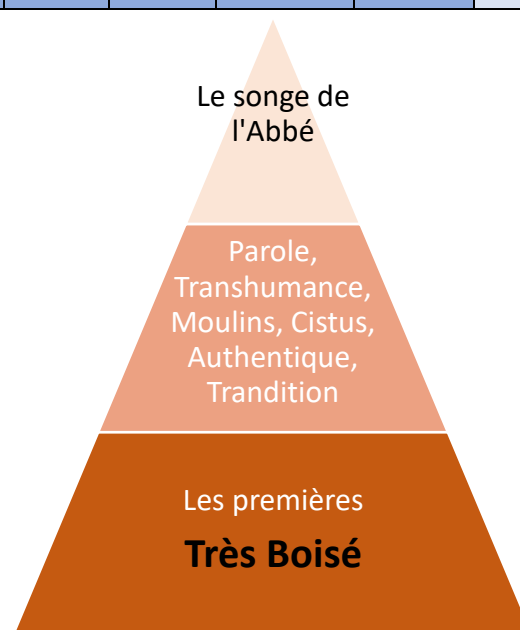 Le songe de
l'Abbé
Parole,
Transhumance,
Moulins, Cistus,
Authentique,
Trandition
Les premières
Très Boisé